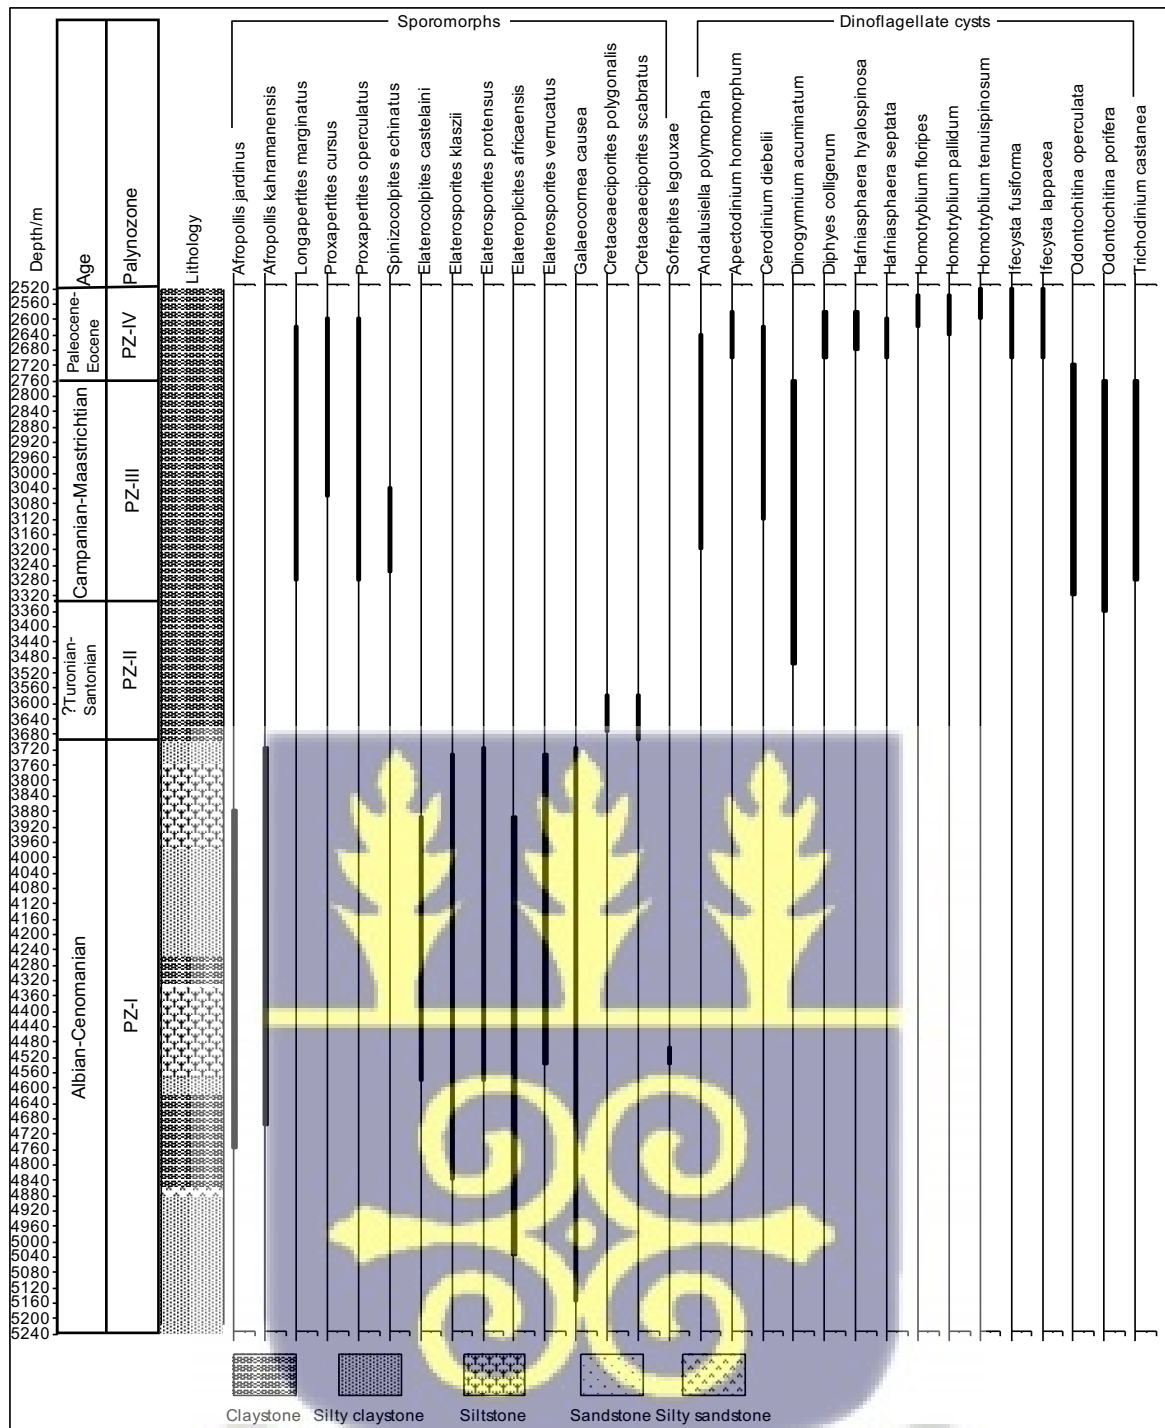 Sporomorphs
Dinoflagellate cysts
Depth/m
Age
Palynozone
Lithology
Afropollis jardinus
Afropollis kahramanensis
Longapertites marginatus
Proxapertites cursus
Proxapertites operculatus
Spinizocolpites echinatus
Elaterocolpites castelaini
Elaterosporites klaszii
Elaterosporites protensus
Elateroplicites africaensis
Elaterosporites verrucatus
Galaeocornea causea
Cretaceaeciporites polygonalis
Cretaceaeciporites scabratus
Sofrepites legouxae
Andalusiella polymorpha
Apectodinium homomorphum
Cerodinium diebelii
Dinogymnium acuminatum
Diphyes colligerum
Hafniasphaera hyalospinosa
Hafniasphaera septata
Homotryblium floripes
Homotryblium pallidum
Homotryblium tenuispinosum
Ifecysta fusiforma
Ifecysta lappacea
Odontochitina operculata
Odontochitina porifera
Trichodinium castanea
2520
2560
2600
2640
2680
2720
2760
2800
2840
2880
2920
2960
3000
3040
3080
3120
3160
3200
3240
3280
3320
3360
3400
3440
3480
3520
3560
3600
3640
3680
3720
3760
3800
3840
3880
3920
3960
4000
4040
4080
4120
4160
4200
4240
4280
4320
4360
4400
4440
4480
4520
4560
4600
4640
4680
4720
4760
4800
4840
4880
4920
4960
5000
5040
5080
5120
5160
5200
5240
Paleocene-
Eocene
PZ-IV
Campanian-Maastrichtian
PZ-III
?Turonian-
Santonian
PZ-II
Albian-Cenomanian
PZ-I
Claystone
Silty claystone
Siltstone
Sandstone
Silty sandstone